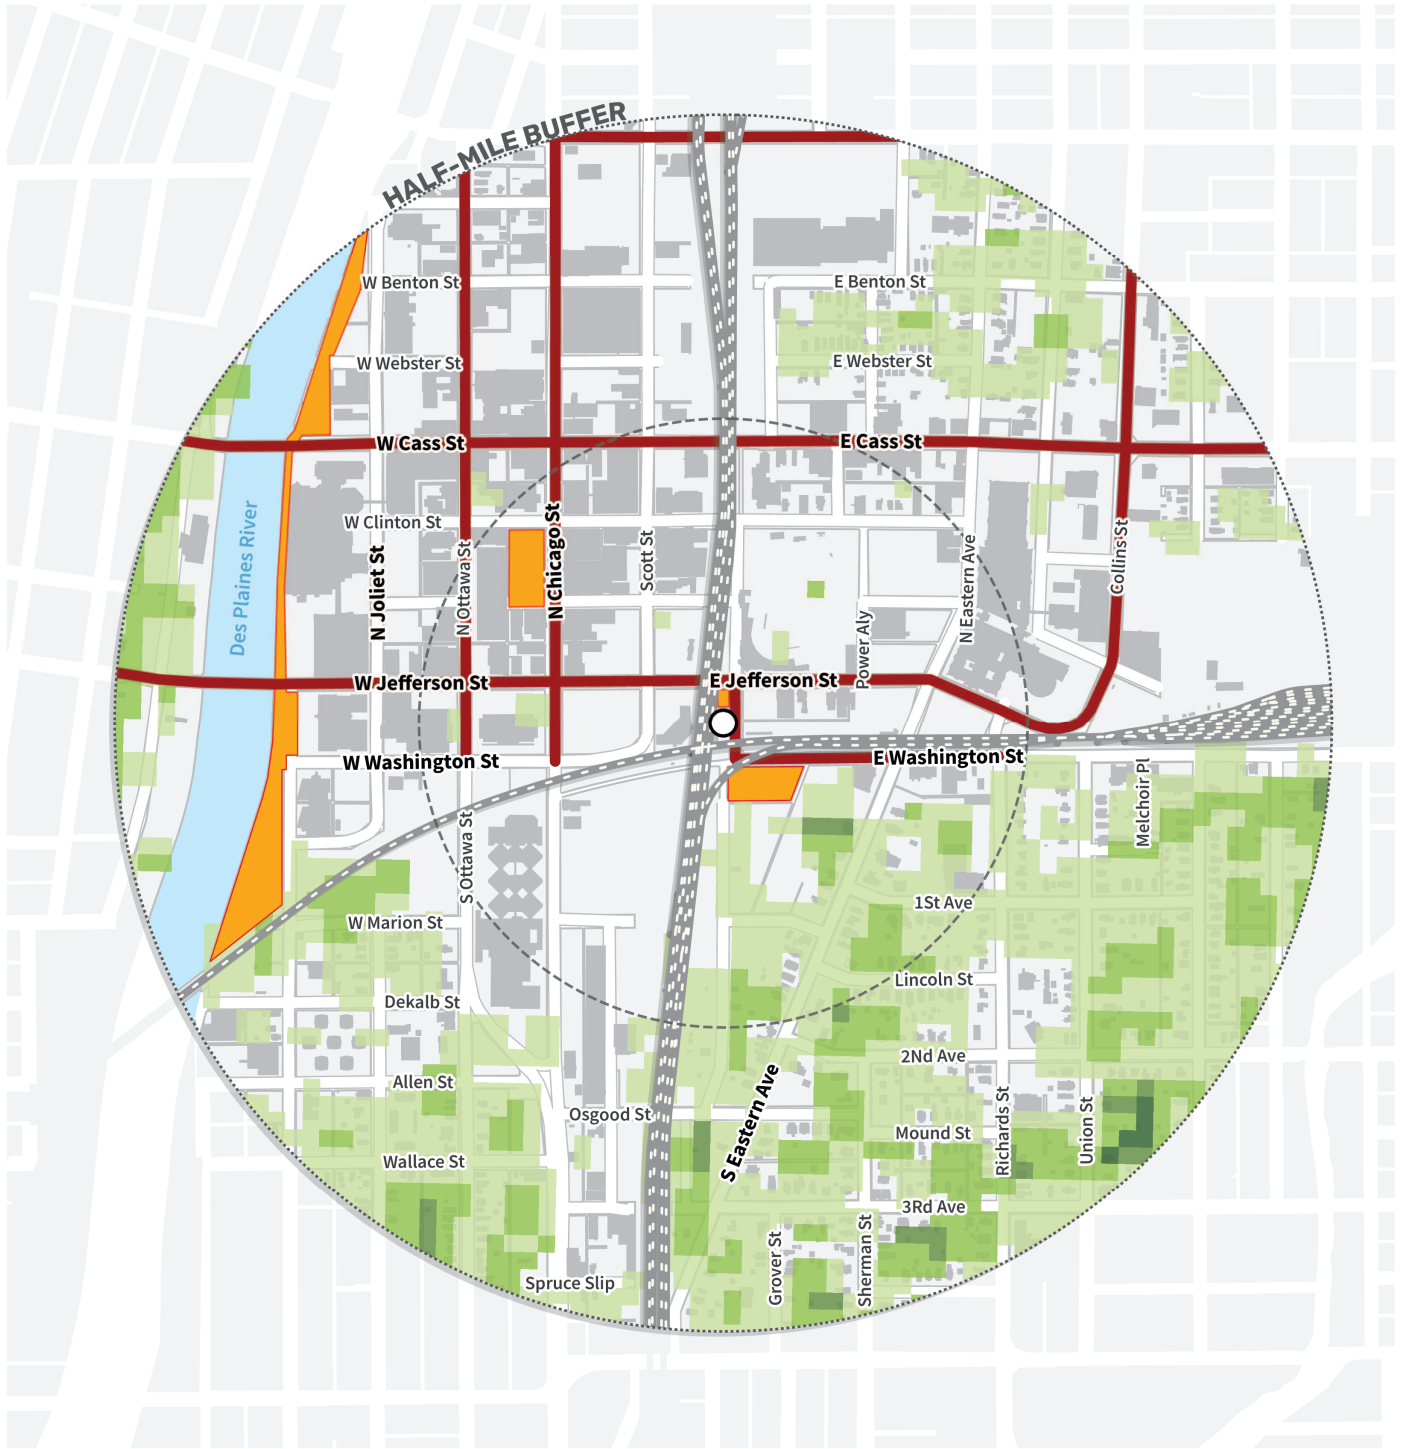 HALF-MILE BUFFER
W Benton St
E Benton St
W Webster St
E Webster St
W Cass St
E Cass St
W Clinton St
Des Plaines River
N Joliet St
N Ottawa St
N Chicago St
Scott St
Power Aly
N Eastern Ave
Collins St
W Jefferson St
E Jefferson St
W Washington St
E Washington St
Melchoir Pl
S Ottawa St
W Marion St
1St Ave
Lincoln St
Dekalb St
2Nd Ave
Allen St
S Eastern Ave
Osgood St
Mound St
Richards St
Union St
Wallace St
3Rd Ave
Grover St
Sherman St
Spruce Slip